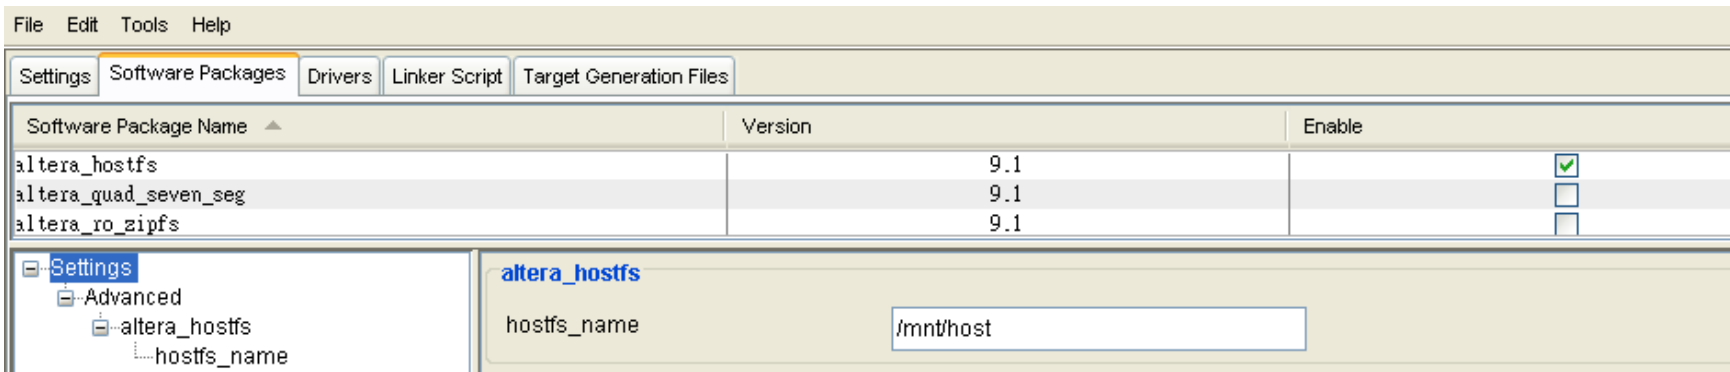 File Edit Tools Help
Settings Software Packages Drivers Linker Script Target Generation Files
Software Package Name Version Enable
altera_hostfs 9.1
altera_quad_seven_seg 9.1
altera_ro_zipfs 9.1
Settings
Advanced
altera_hostfs
hostfs_name
altera_hostfs
hostfs_name /mnt/host